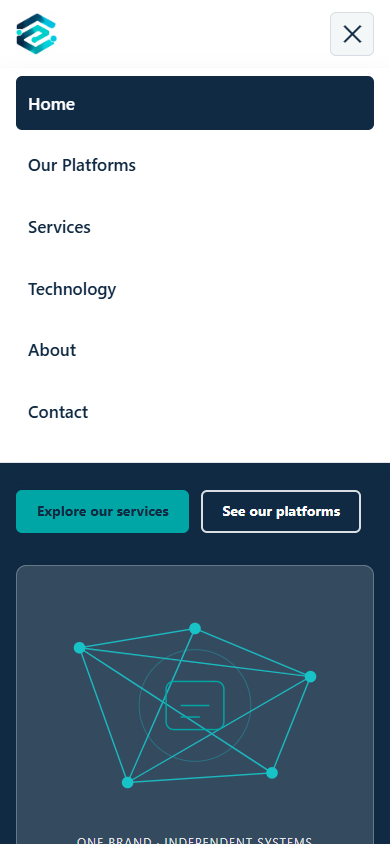 Home
Our Platforms
Services
Technology
About
Contact
Explore our services
See our platforms
ONE BRAND · INDEPENDENT SYSTEMS